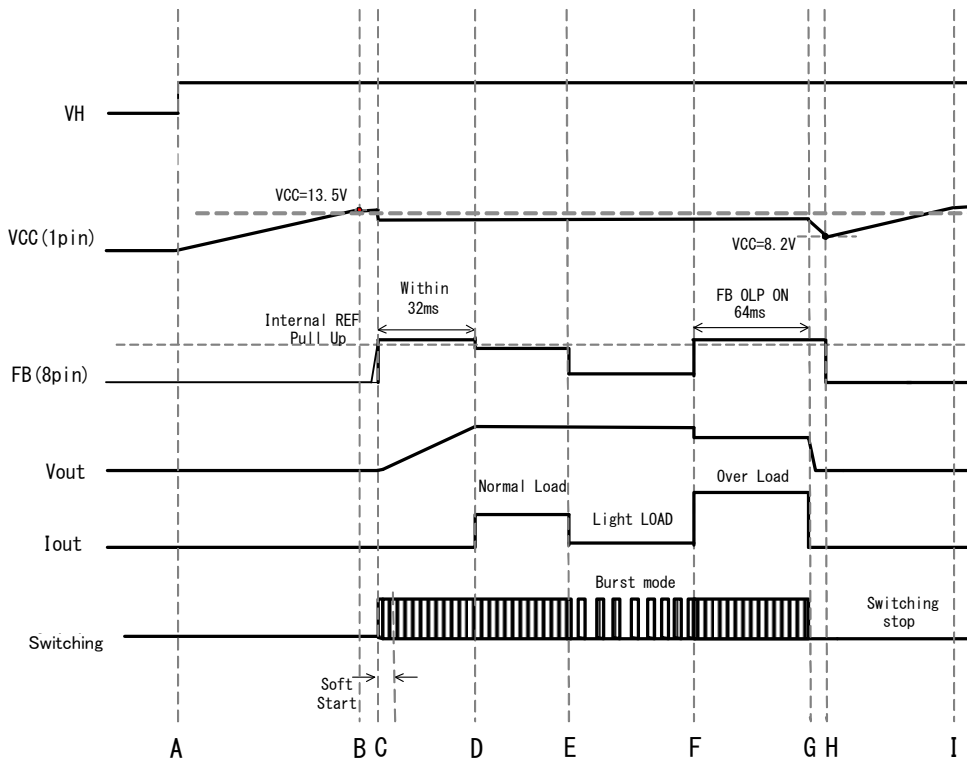 VH
VCC=13.5V
VCC(1pin)
VCC=8.2V
Within
32ms
FB OLP ON
64ms
Internal REF
Pull Up
FB(8pin)
Vout
Normal Load
Over Load
Light LOAD
Iout
Burst mode
Switching
stop
Switching
Soft
Start
A B C D E F G H I